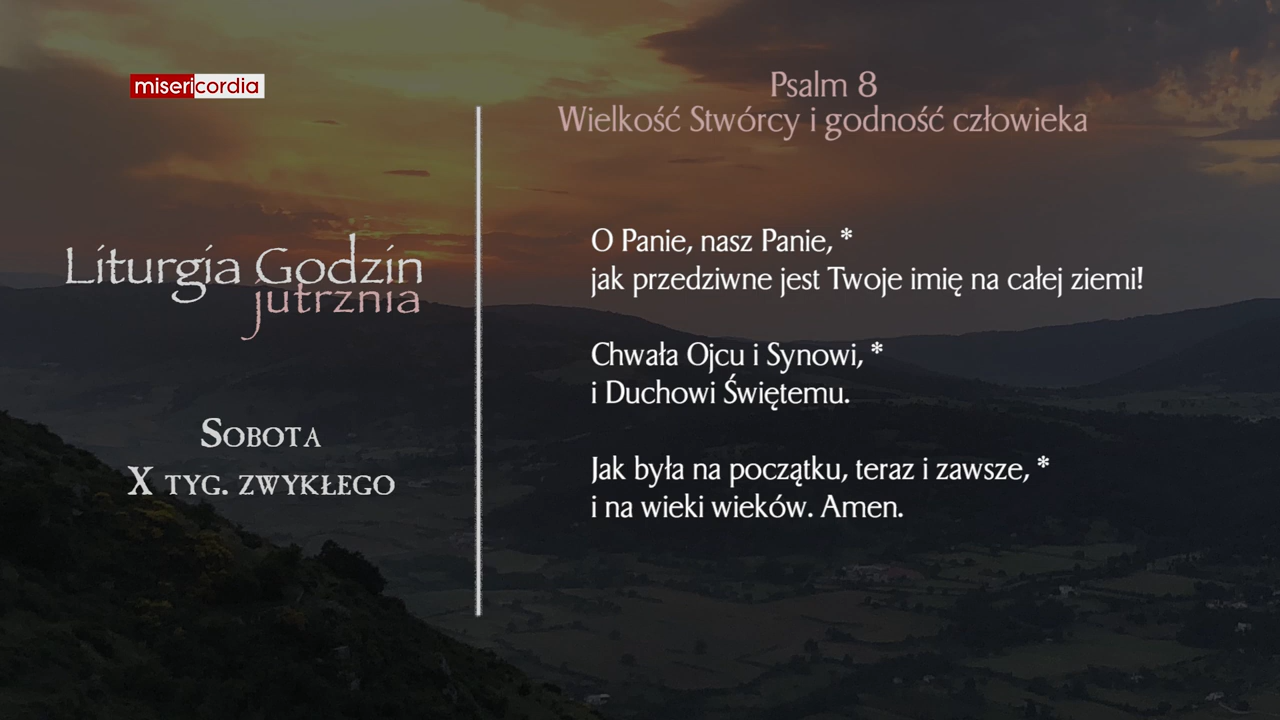 misericordia
Liturgia Godzin
jutrznia
Sobota
X tyg. zwykłego
Psalm 8
Wielkość Stwórcy i godność człowieka
O Panie, nasz Panie, *
jak przedziwne jest Twoje imię na całej ziemi!
Chwała Ojcu i Synowi, *
i Duchowi Świętemu.
Jak była na początku, teraz i zawsze, *
i na wieki wieków. Amen.